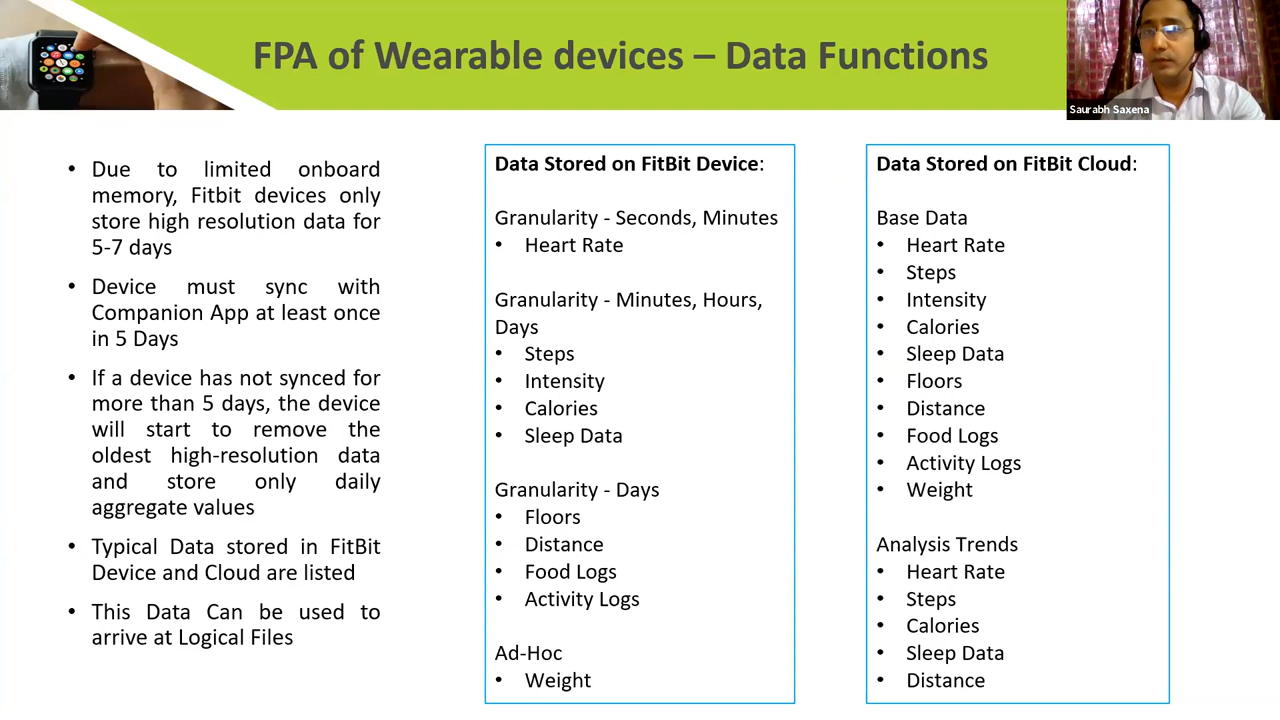 FPA of Wearable devices – Data Functions
Saurabh Saxena
• Due to limited onboard
memory, Fitbit devices only
store high resolution data for
5-7 days
• Device must sync with
Companion App at least once
in 5 Days
• If a device has not synced for
more than 5 days, the device
will start to remove the
oldest high-resolution data
and store only daily
aggregate values
• Typical Data stored in FitBit
Device and Cloud are listed
• This Data Can be used to
arrive at Logical Files
Data Stored on FitBit Device:
Granularity - Seconds, Minutes
• Heart Rate
Granularity - Minutes, Hours,
Days
• Steps
• Intensity
• Calories
• Sleep Data
Granularity - Days
• Floors
• Distance
• Food Logs
• Activity Logs
Ad-Hoc
• Weight
Data Stored on FitBit Cloud:
Base Data
• Heart Rate
• Steps
• Intensity
• Calories
• Sleep Data
• Floors
• Distance
• Food Logs
• Activity Logs
• Weight
Analysis Trends
• Heart Rate
• Steps
• Calories
• Sleep Data
• Distance